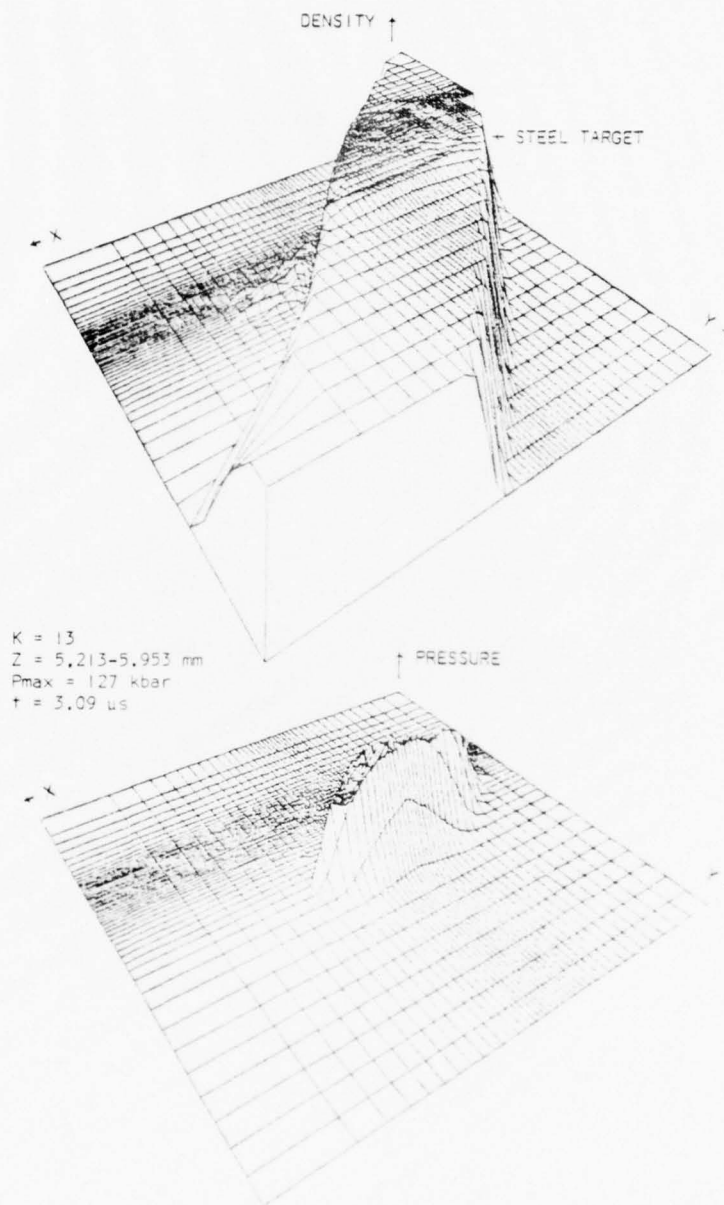 DENSITY ↑
← STEEL TARGET
← X
Y
K = 13
Z = 5.213-5.953 mm
Pmax = 127 kbar
t = 3.09 us
↑ PRESSURE
← X